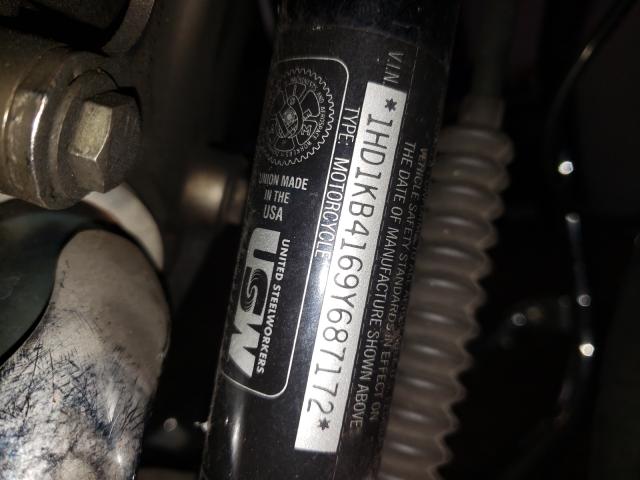 VEHICLE SAFETY STANDARDS IN EFFECT ON
THE DATE OF MANUFACTURE SHOWN ABOVE
V.I.N
*1HD1KB4169Y687172*
TYPE: MOTORCYCLE
UNION MADE
IN THE
USA
UNITED STEELWORKERS
USW